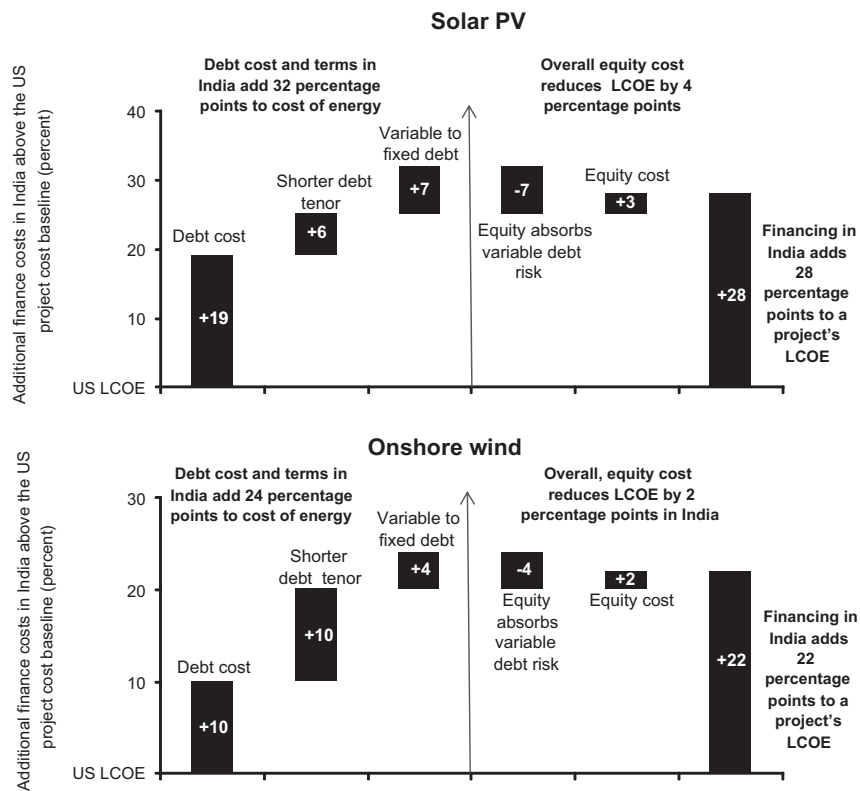 Solar PV
Debt cost and terms in
India add 32 percentage
points to cost of energy
Overall equity cost
reduces LCOE by 4
percentage points
Additional finance costs in India above the US
project cost baseline (percent)
40
30
20
10
US LCOE
Debt cost
+19
Shorter debt
tenor
+6
Variable to
fixed debt
+7
-7
Equity absorbs
variable debt
risk
Equity cost
+3
+28
Financing in
India adds
28
percentage
points to a
project's
LCOE
Onshore wind
Debt cost and terms in
India add 24 percentage
points to cost of energy
Overall, equity cost
reduces LCOE by 2
percentage points in India
Additional finance costs in India above the US
project cost baseline (percent)
30
20
10
US LCOE
Debt cost
+10
Shorter
debt tenor
+10
Variable to
fixed debt
+4
-4
Equity
absorbs
variable
debt risk
+2
Equity cost
+22
Financing in
India adds
22
percentage
points to a
project's
LCOE